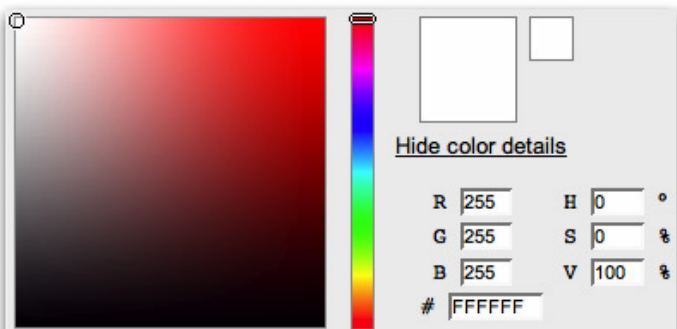 Hide color details
R 255 H 0 °
G 255 S 0 %
B 255 V 100 %
# FFFFFF